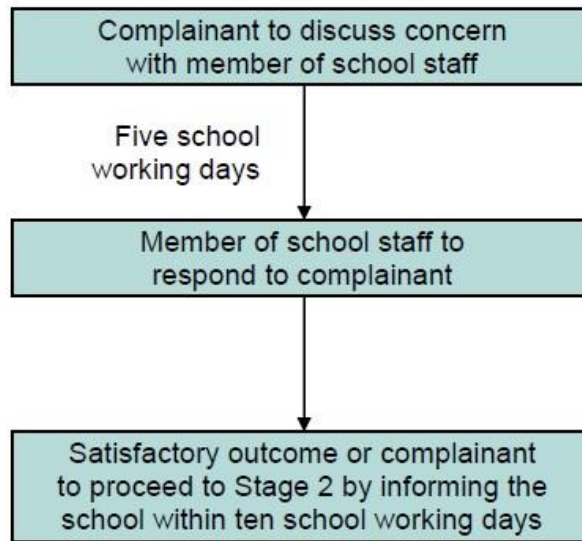 Complainant to discuss concern
with member of school staff
Five school
working days
Member of school staff to
respond to complainant
Satisfactory outcome or complainant
to proceed to Stage 2 by informing the
school within ten school working days